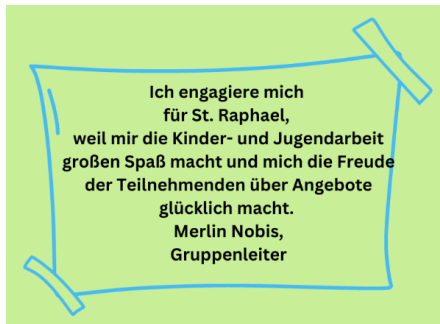 Ich engagiere mich
für St. Raphael,
weil mir die Kinder- und Jugendarbeit
großen Spaß macht und mich die Freude
der Teilnehmenden über Angebote
glücklich macht.
Merlin Nobis,
Gruppenleiter